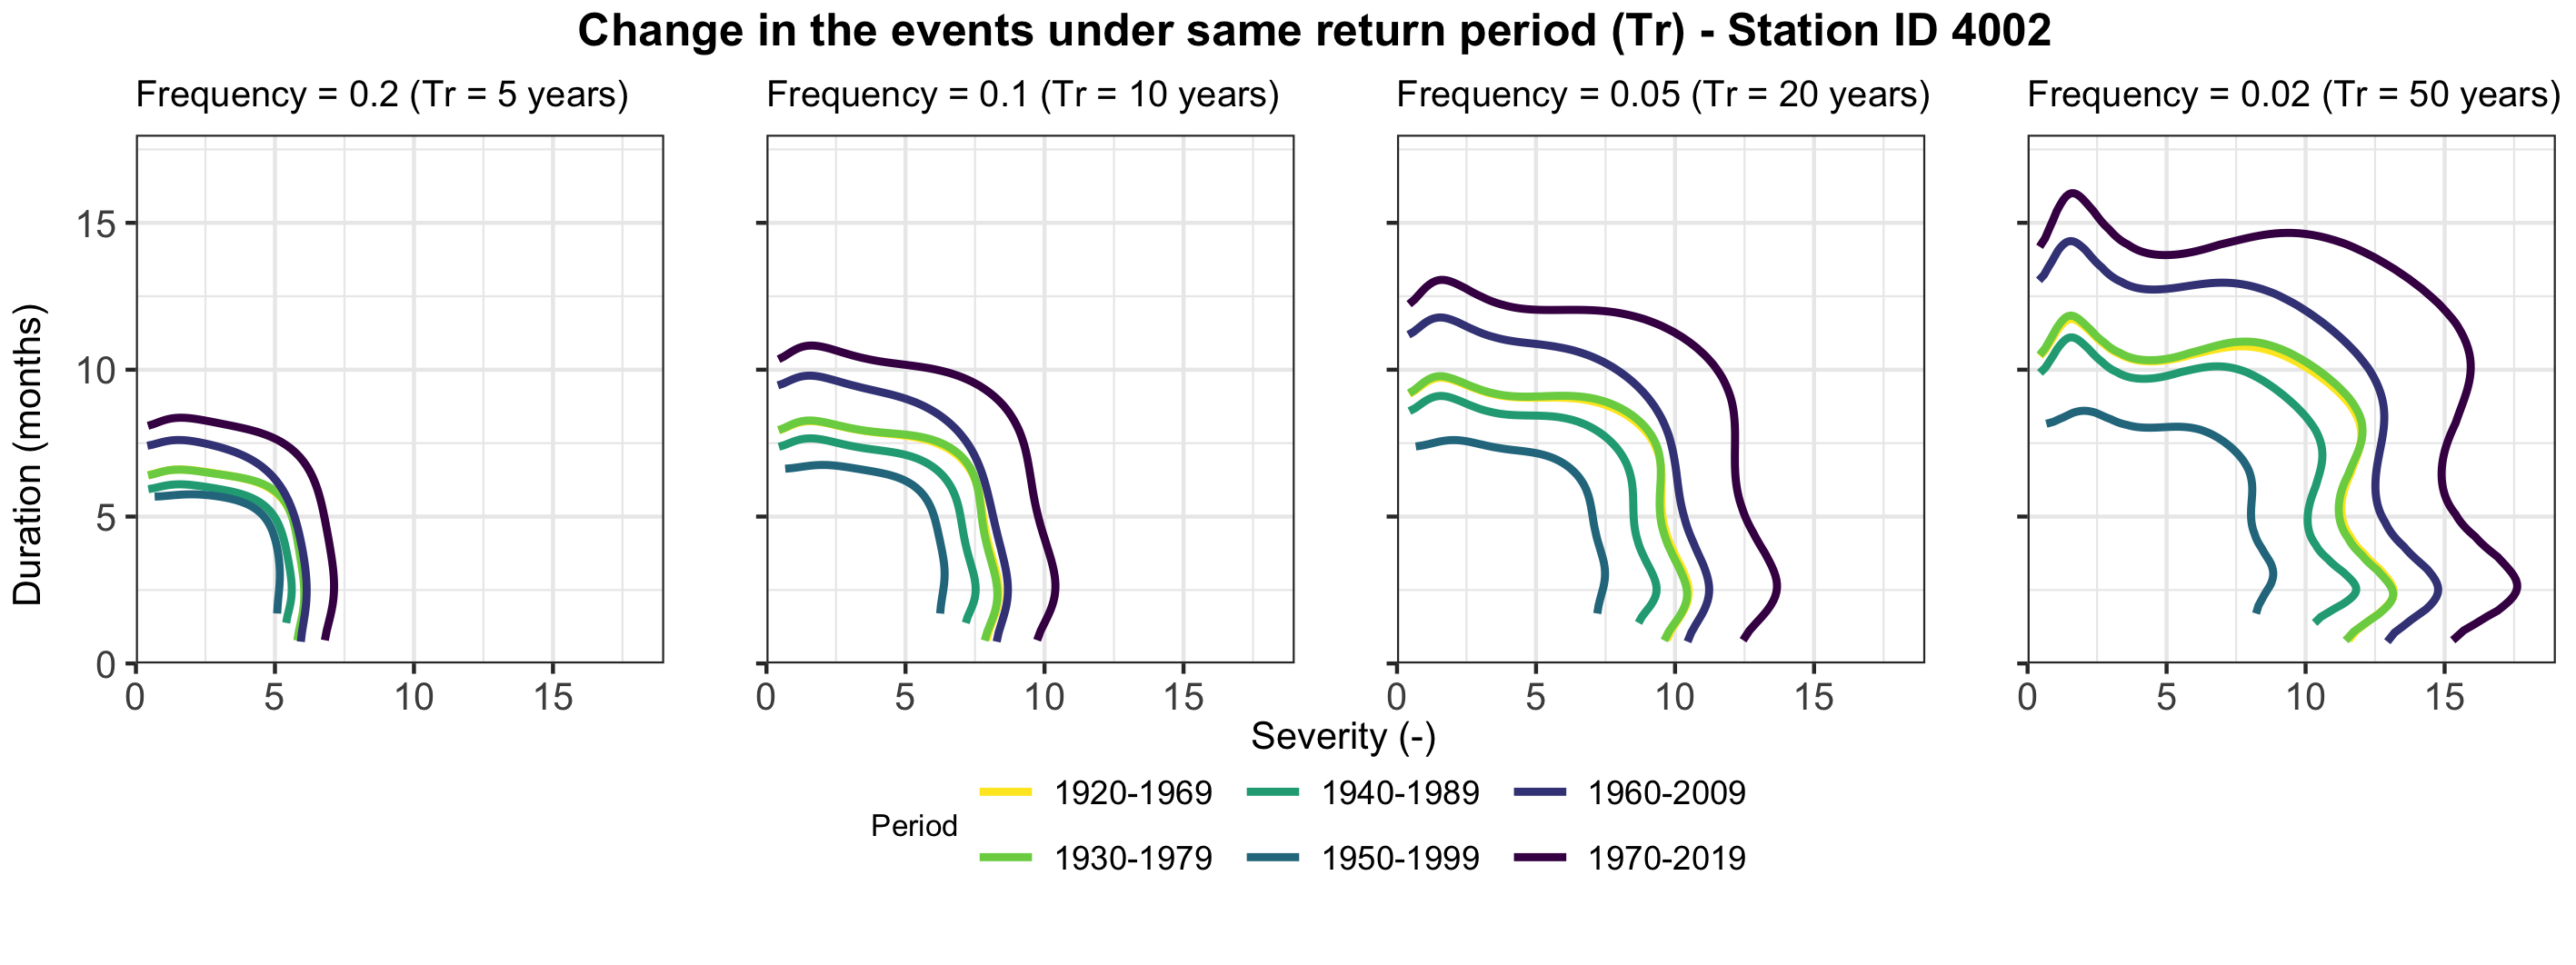 Change in the events under same return period (Tr) - Station ID 4002
Frequency = 0.2 (Tr = 5 years)
Frequency = 0.1 (Tr = 10 years)
Frequency = 0.05 (Tr = 20 years)
Frequency = 0.02 (Tr = 50 years)
Duration (months)
15
10
5
0
0 5 10 15
0 5 10 15
0 5 10 15
0 5 10 15
Severity (-)
Period
1920-1969 1940-1989 1960-2009
1930-1979 1950-1999 1970-2019